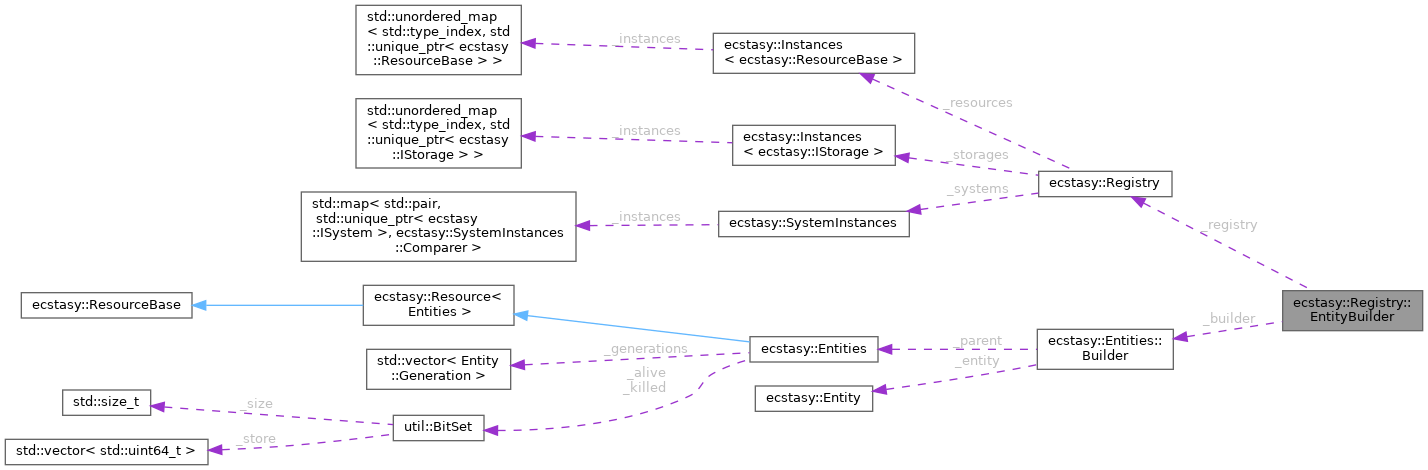 std::unordered_map
< std::type_index, std
::unique_ptr< ecstasy
::ResourceBase > >
_instances
ecstasy::Instances
< ecstasy::ResourceBase >
_resources
std::unordered_map
< std::type_index, std
::unique_ptr< ecstasy
::IStorage > >
_instances
ecstasy::Instances
< ecstasy::IStorage >
_storages
ecstasy::Registry
_systems
std::map< std::pair,
std::unique_ptr< ecstasy
::ISystem >, ecstasy::SystemInstances
::Comparer >
_instances
ecstasy::SystemInstances
_registry
ecstasy::ResourceBase
ecstasy::Resource<
Entities >
ecstasy::Registry::
EntityBuilder
_builder
ecstasy::Entities::
Builder
_parent
_entity
ecstasy::Entities
_generations
std::vector< Entity
::Generation >
_alive
_killed
ecstasy::Entity
std::size_t
_size
util::BitSet
_store
std::vector< std::uint64_t >